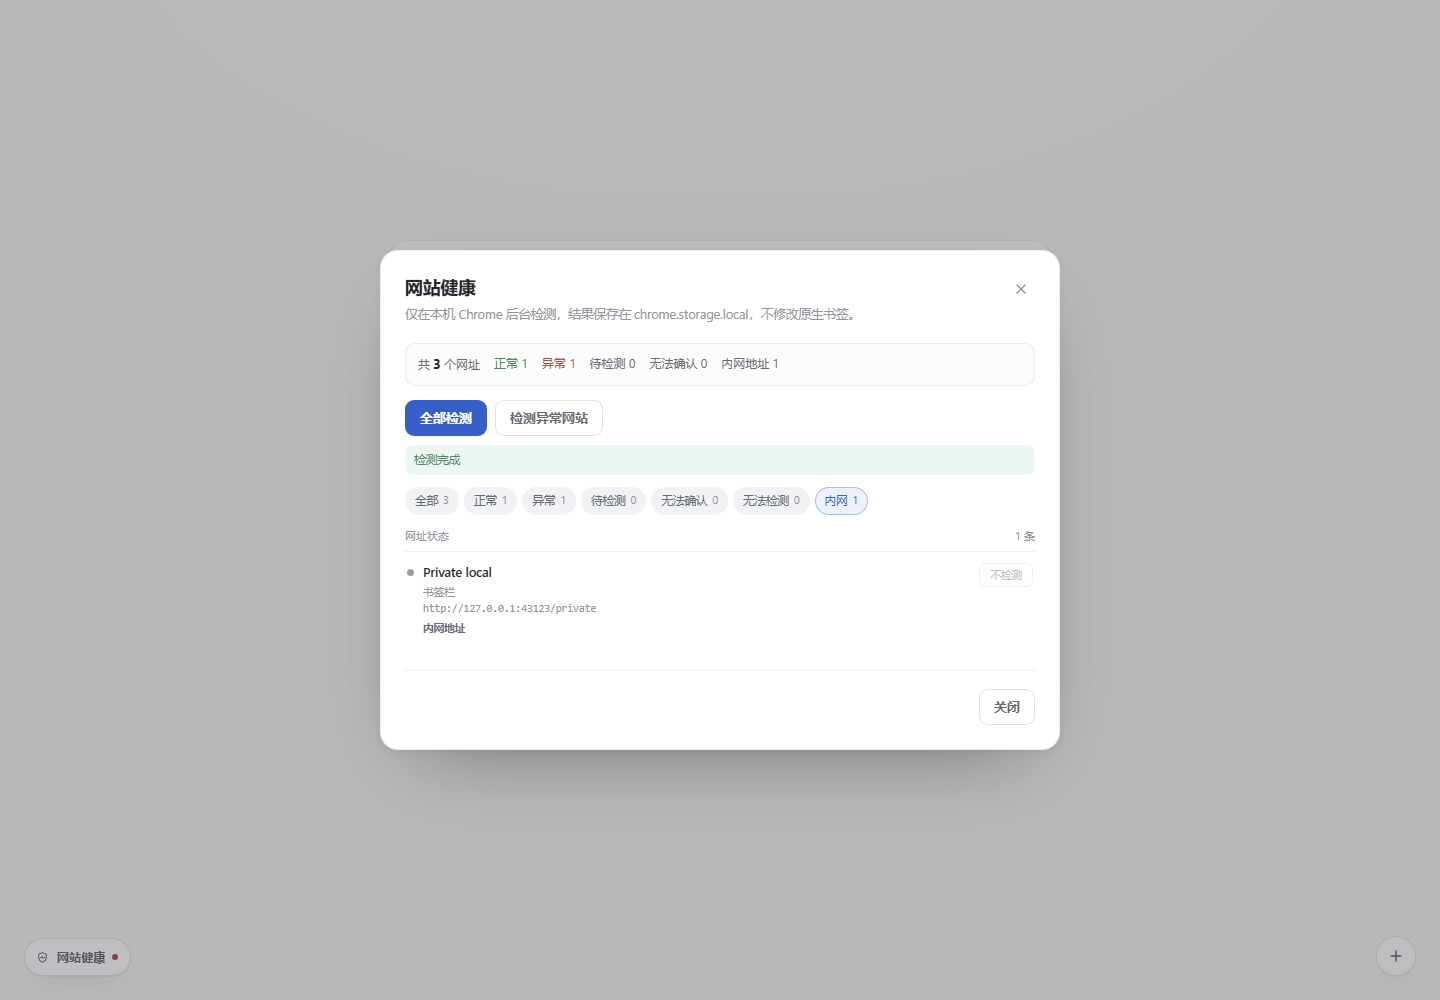 网站健康
仅在本机 Chrome 后台检测，结果保存在 chrome.storage.local，不修改原生书签。
共 3 个网址 正常 1 异常 1 待检测 0 无法确认 0 内网地址 1
全部检测 检测异常网站
检测完成
全部 3 正常 1 异常 1 待检测 0 无法确认 0 无法检测 0 内网 1
网址状态 1 条
Private local 不检测
书签栏
http://127.0.0.1:43123/private
内网地址
关闭
网站健康